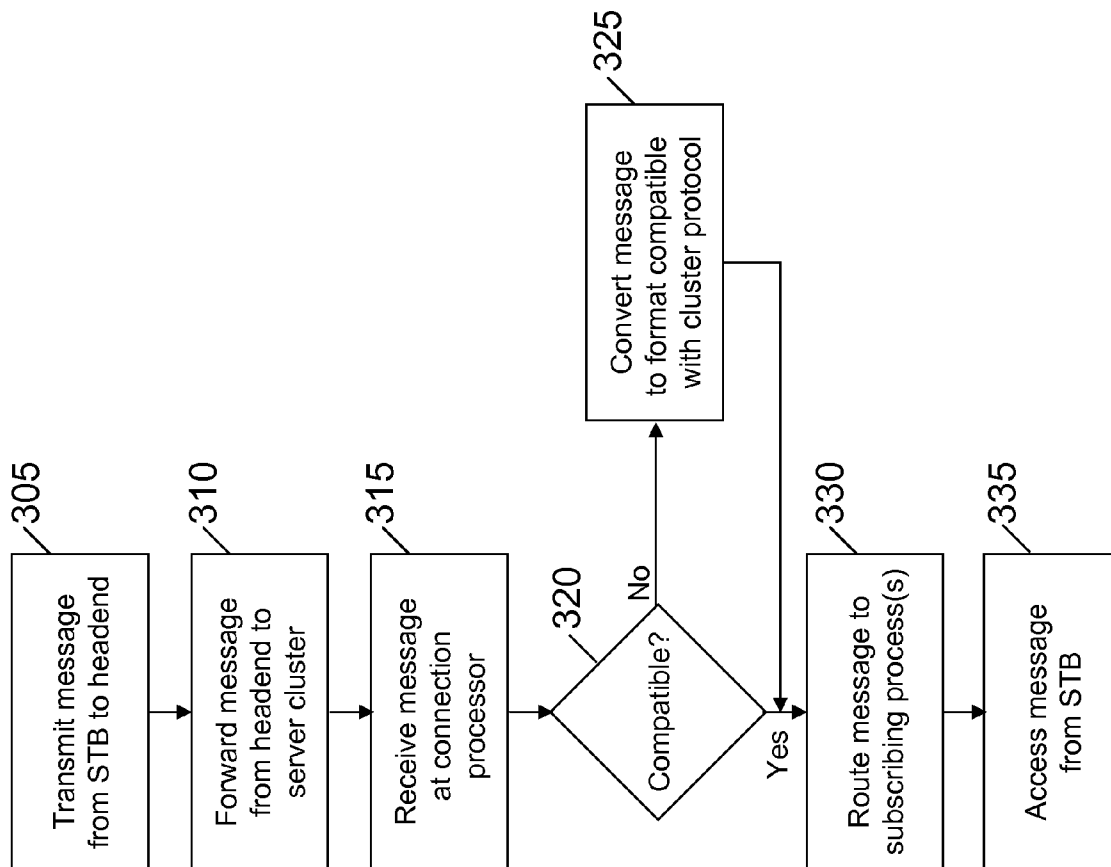 305
Transmit message
from STB to headend
310
Forward message
from headend to
server cluster
315
Receive message
at connection
processor
320
Compatible?
No
325
Convert message
to format compatible
with cluster protocol
Yes
330
Route message to
subscribing process(s)
335
Access message
from STB